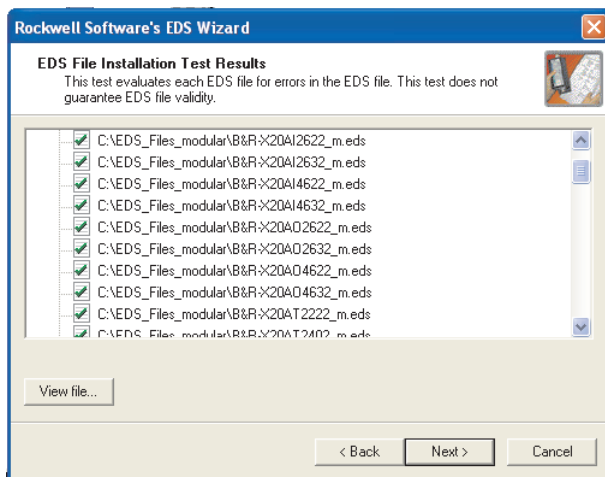 Rockwell Software's EDS Wizard
EDS File Installation Test Results
This test evaluates each EDS file for errors in the EDS file. This test does not
guarantee EDS file validity.
C:\EDS_Files_modular\B&R-X20AI2622_m.eds
C:\EDS_Files_modular\B&R-X20AI2632_m.eds
C:\EDS_Files_modular\B&R-X20AI4622_m.eds
C:\EDS_Files_modular\B&R-X20AI4632_m.eds
C:\EDS_Files_modular\B&R-X20AO2622_m.eds
C:\EDS_Files_modular\B&R-X20AO2632_m.eds
C:\EDS_Files_modular\B&R-X20AO4622_m.eds
C:\EDS_Files_modular\B&R-X20AO4632_m.eds
C:\EDS_Files_modular\B&R-X20AT2222_m.eds
C:\EDS_Files_modular\B&R-X20AT2402_m.eds
View file...
< Back Next > Cancel